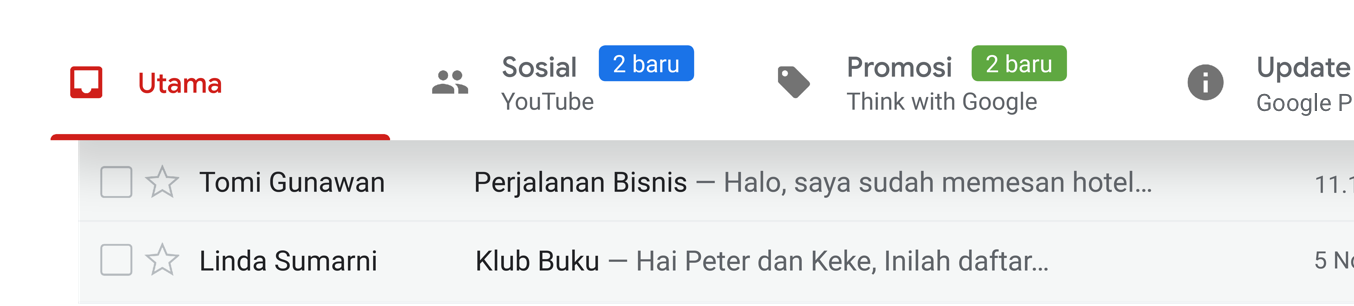 Utama
Sosial 2 baru
YouTube
Promosi 2 baru
Think with Google
Update
Google P
Tomi Gunawan Perjalanan Bisnis — Halo, saya sudah memesan hotel... 11.1
Linda Sumarni Klub Buku — Hai Peter dan Keke, Inilah daftar... 5 No